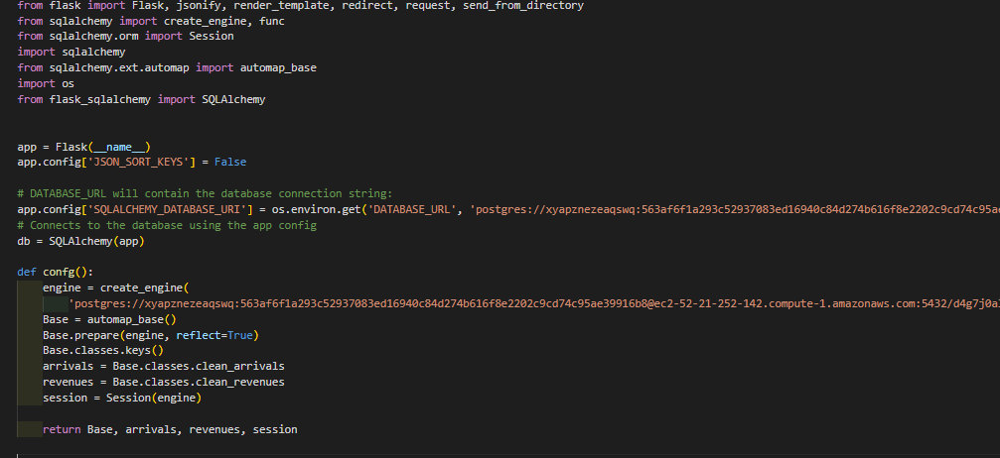 from flask import Flask, jsonify, render_template, redirect, request, send_from_directory
from sqlalchemy import create_engine, func
from sqlalchemy.orm import Session
import sqlalchemy
from sqlalchemy.ext.automap import automap_base
import os
from flask_sqlalchemy import SQLAlchemy
app = Flask(__name__)
app.config['JSON_SORT_KEYS'] = False
# DATABASE_URL will contain the database connection string:
app.config['SQLALCHEMY_DATABASE_URI'] = os.environ.get('DATABASE_URL', 'postgres://xyapznezeaqswq:563af6f1a293c52937083ed16940c84d274b616f8e2202c9cd74c95ae
# Connects to the database using the app config
db = SQLAlchemy(app)
def confg():
engine = create_engine(
'postgres://xyapznezeaqswq:563af6f1a293c52937083ed16940c84d274b616f8e2202c9cd74c95ae39916b8@ec2-52-21-252-142.compute-1.amazonaws.com:5432/d4g7j0a
Base = automap_base()
Base.prepare(engine, reflect=True)
Base.classes.keys()
arrivals = Base.classes.clean_arrivals
revenues = Base.classes.clean_revenues
session = Session(engine)
return Base, arrivals, revenues, session